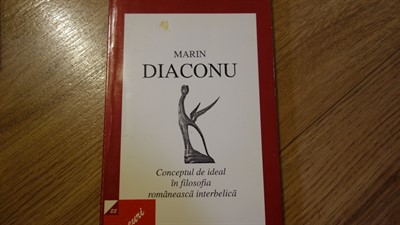 MARIN
DIACONU
Conceptul de ideal
în filosofia
românească interbelică